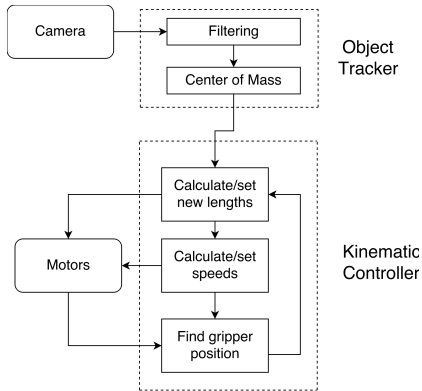 Camera
Filtering
Center of Mass
Object
Tracker
Calculate/set
new lengths
Motors
Calculate/set
speeds
Find gripper
position
Kinematic
Controller